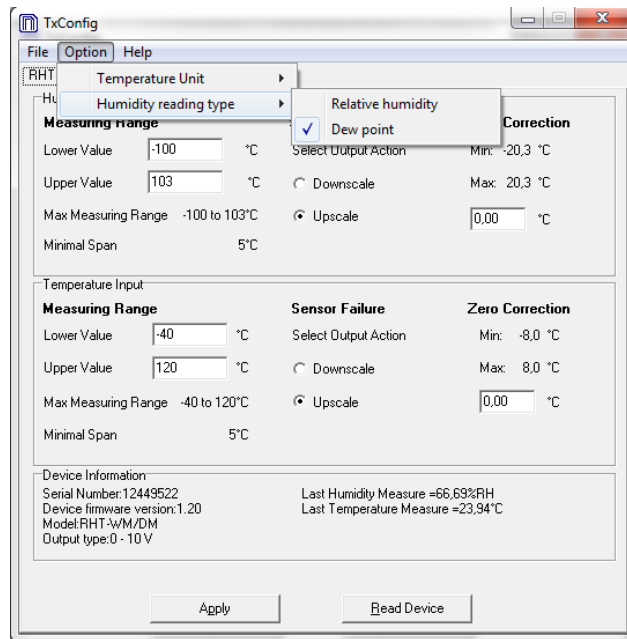 TxConfig
File Option Help
RHT
Temperature Unit
Humidity reading type
Relative humidity
Dew point
Measuring Range
Correction
Lower Value -100 °C Select Output Action Min: -20,3 °C
Upper Value 103 °C Downscale Max: 20,3 °C
Max Measuring Range -100 to 103°C Upscale 0,00 °C
Minimal Span 5°C
Temperature Input
Measuring Range Sensor Failure Zero Correction
Lower Value -40 °C Select Output Action Min: -8,0 °C
Upper Value 120 °C Downscale Max: 8,0 °C
Max Measuring Range -40 to 120°C Upscale 0,00 °C
Minimal Span 5°C
Device Information
Serial Number:12449522 Last Humidity Measure =66,69%RH
Device firmware version:1.20 Last Temperature Measure =23,94°C
Model:RHT-WM/DM
Output type:0 - 10 V
Apply Read Device